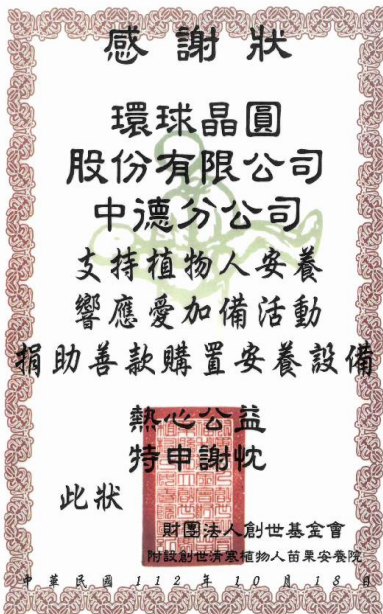 感謝狀
環球晶圓
股份有限公司
中德分公司
支持植物人安養
響應愛加備活動
捐助善款購置安養設備
熱心公益
特申謝忱
此狀
財團法人創世基金會
附設創世清寒植物人苗栗安養院
中華民國112年10月18日